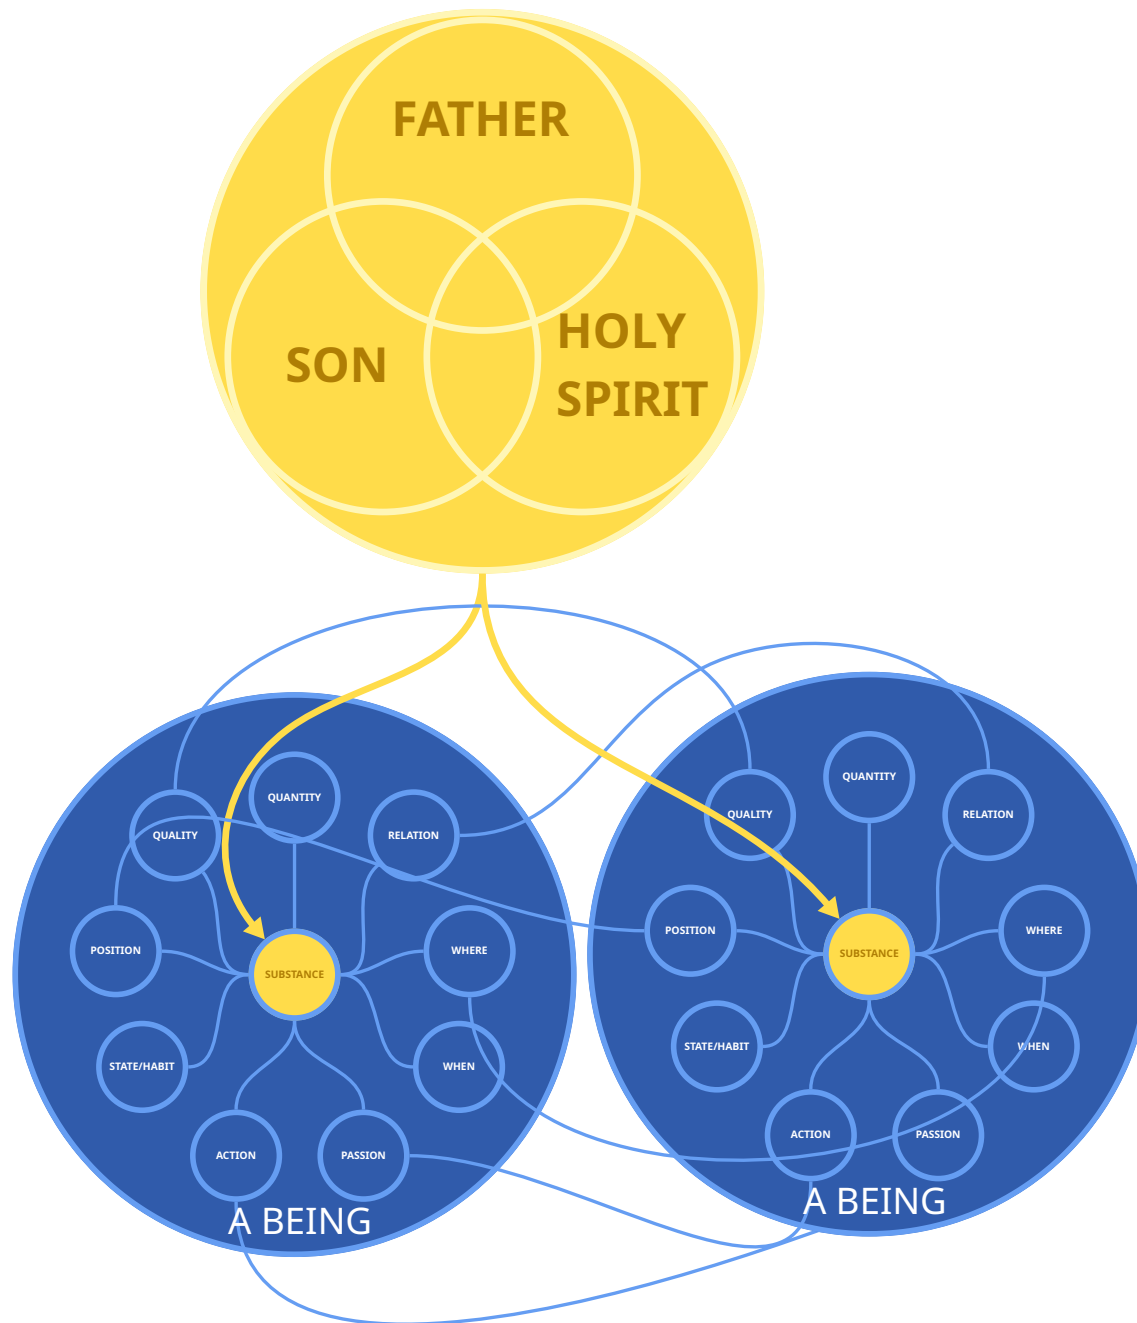 FATHER
SON
HOLY
SPIRIT
QUANTITY
QUALITY
RELATION
POSITION
WHERE
SUBSTANCE
STATE/HABIT
WHEN
ACTION
PASSION
A BEING
QUANTITY
QUALITY
RELATION
POSITION
WHERE
SUBSTANCE
STATE/HABIT
WHEN
ACTION
PASSION
A BEING